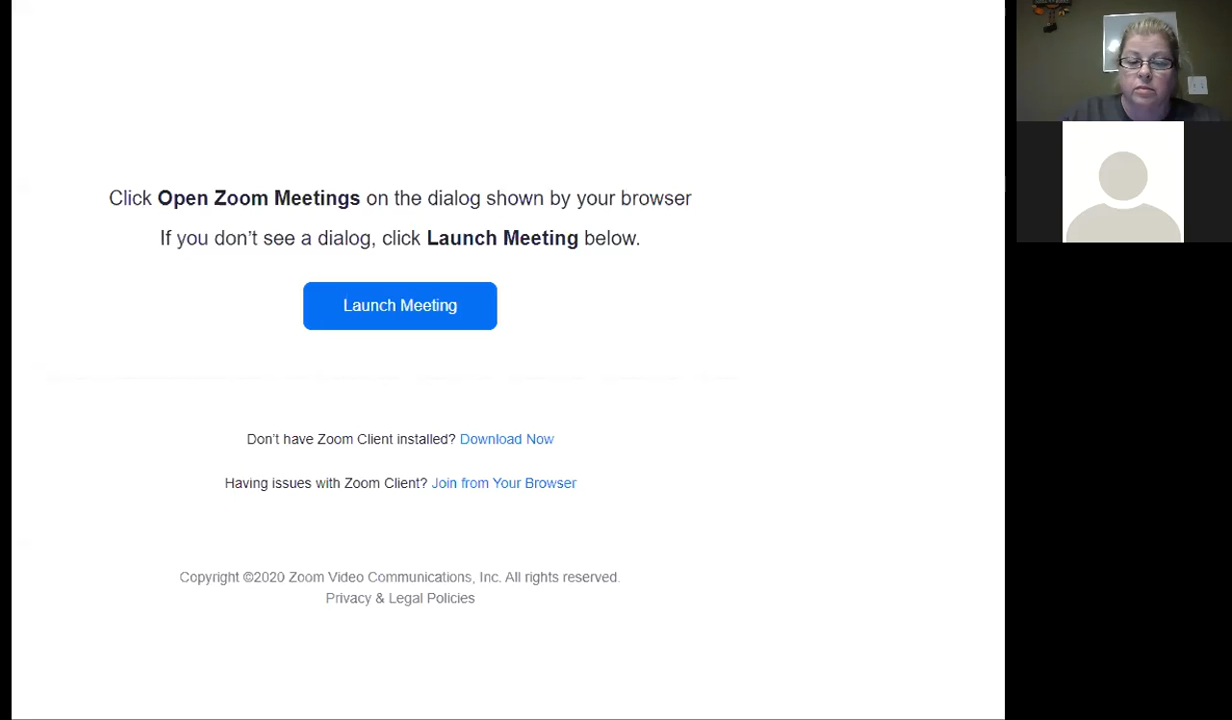 Click Open Zoom Meetings on the dialog shown by your browser
If you don’t see a dialog, click Launch Meeting below.
Launch Meeting
Don’t have Zoom Client installed? Download Now
Having issues with Zoom Client? Join from Your Browser
Copyright ©2020 Zoom Video Communications, Inc. All rights reserved.
Privacy & Legal Policies